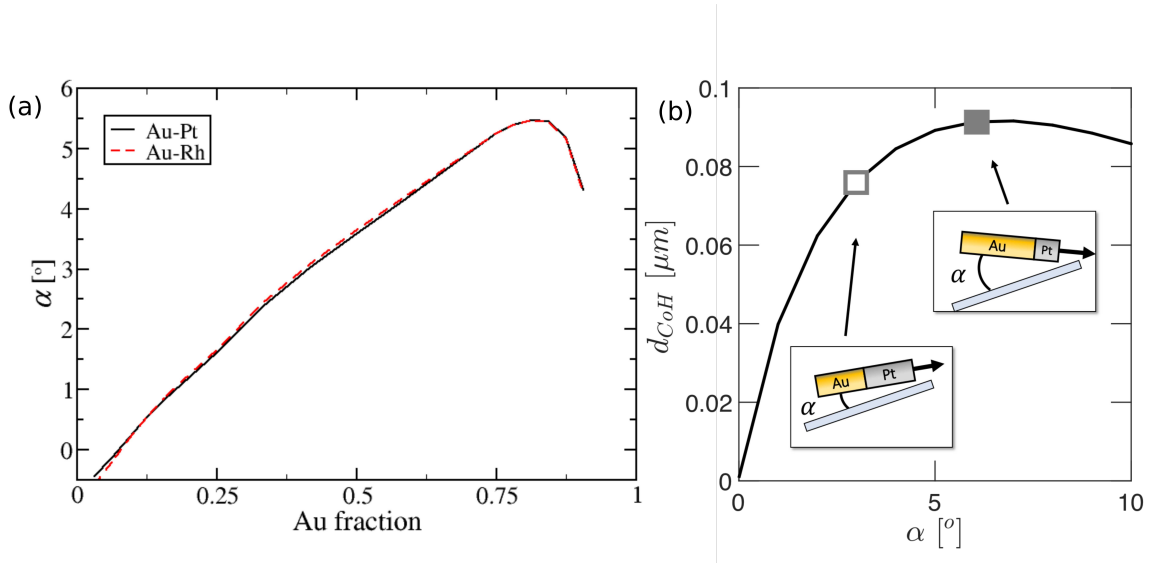 (a)
6
5
4
3
2
1
0
α [°]
Au-Pt
Au-Rh
0
0.25
0.5
0.75
1
Au fraction
(b)
0.1
0.08
0.06
0.04
0.02
0
d_{CoH} [μm]
Au
Pt
α
Au
Pt
α
0
5
10
α [°]